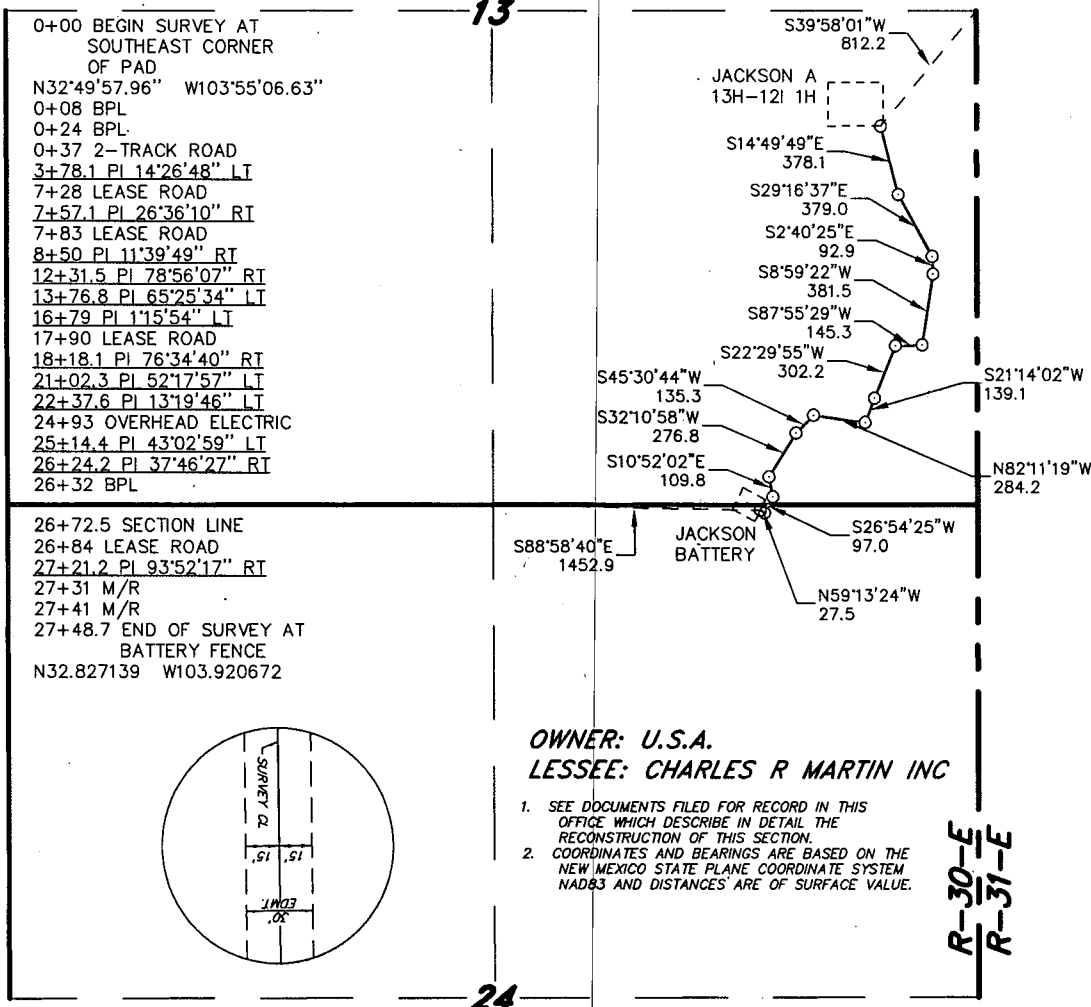 13
0+00 BEGIN SURVEY AT
SOUTHEAST CORNER
OF PAD
N32°49'57.96" W103°55'06.63"
0+08 BPL
0+24 BPL
0+37 2-TRACK ROAD
3+78.1 PI 14°26'48" LT
7+28 LEASE ROAD
7+57.1 PI 26°36'10" RT
7+83 LEASE ROAD
8+50 PI 11°39'49" RT
12+31.5 PI 78°56'07" RT
13+76.8 PI 65°25'34" LT
16+79 PI 1°15'54" LT
17+90 LEASE ROAD
18+18.1 PI 76°34'40" RT
21+02.3 PI 52°17'57" LT
22+37.6 PI 13°19'46" LT
24+93 OVERHEAD ELECTRIC
25+14.4 PI 43°02'59" LT
26+24.2 PI 37°46'27" RT
26+32 BPL
26+72.5 SECTION LINE
26+84 LEASE ROAD
27+21.2 PI 93°52'17" RT
27+31 M/R
27+41 M/R
27+48.7 END OF SURVEY AT
BATTERY FENCE
N32.827139 W103.920672
S39°58'01"W
812.2
JACKSON A
13H-12I 1H
S14°49'49"E
378.1
S29°16'37"E
379.0
S2°40'25"E
92.9
S8°59'22"W
381.5
S87°55'29"W
145.3
S22°29'55"W
302.2
S21°14'02"W
139.1
S45°30'44"W
135.3
S32°10'58"W
276.8
N82°11'19"W
284.2
S10°52'02"E
109.8
S26°54'25"W
97.0
JACKSON
BATTERY
S88°58'40"E
1452.9
N59°13'24"W
27.5
SURVEY CL
15' 15'
EDMT.
30'
OWNER: U.S.A.
LESSEE: CHARLES R MARTIN INC
1. SEE DOCUMENTS FILED FOR RECORD IN THIS
OFFICE WHICH DESCRIBE IN DETAIL THE
RECONSTRUCTION OF THIS SECTION.
2. COORDINATES AND BEARINGS ARE BASED ON THE
NEW MEXICO STATE PLANE COORDINATE SYSTEM
NAD83 AND DISTANCES ARE OF SURFACE VALUE.
R-30-E
R-31-E
24